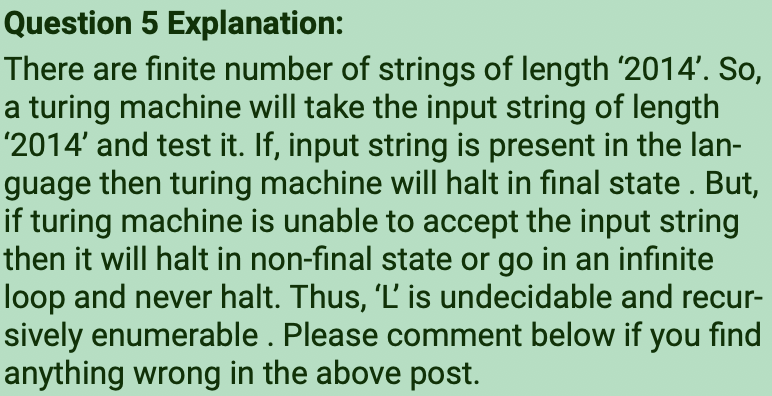 Question 5 Explanation:
There are finite number of strings of length ‘2014’. So,
a turing machine will take the input string of length
‘2014’ and test it. If, input string is present in the lan-
guage then turing machine will halt in final state . But,
if turing machine is unable to accept the input string
then it will halt in non-final state or go in an infinite
loop and never halt. Thus, ‘L’ is undecidable and recur-
sively enumerable . Please comment below if you find
anything wrong in the above post.